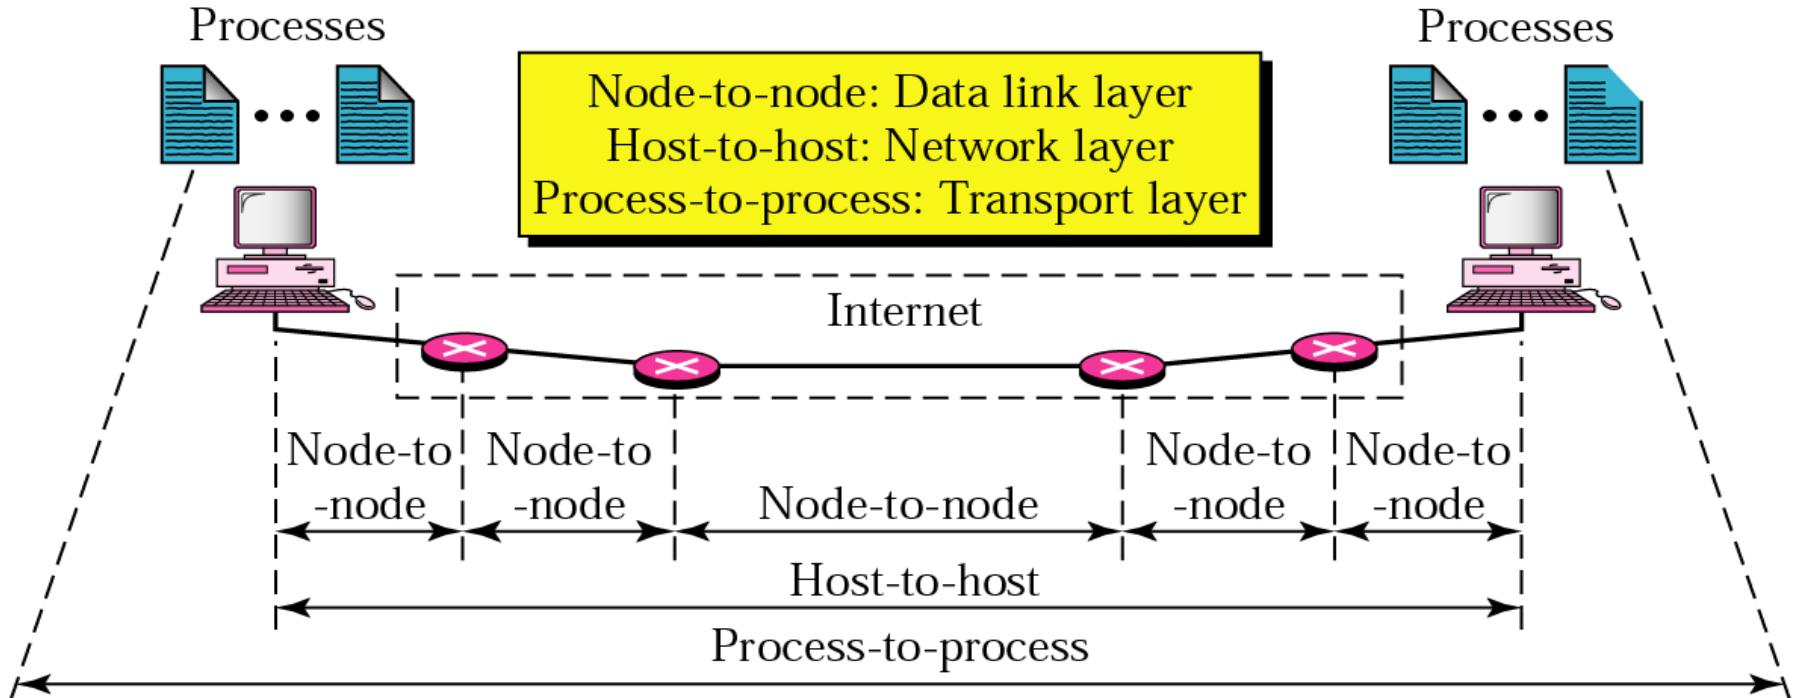 Processes
Processes
Node-to-node: Data link layer
Host-to-host: Network layer
Process-to-process: Transport layer
Internet
Node-to
-node
Node-to
-node
Node-to-node
Node-to
-node
Node-to
-node
Host-to-host
Process-to-process